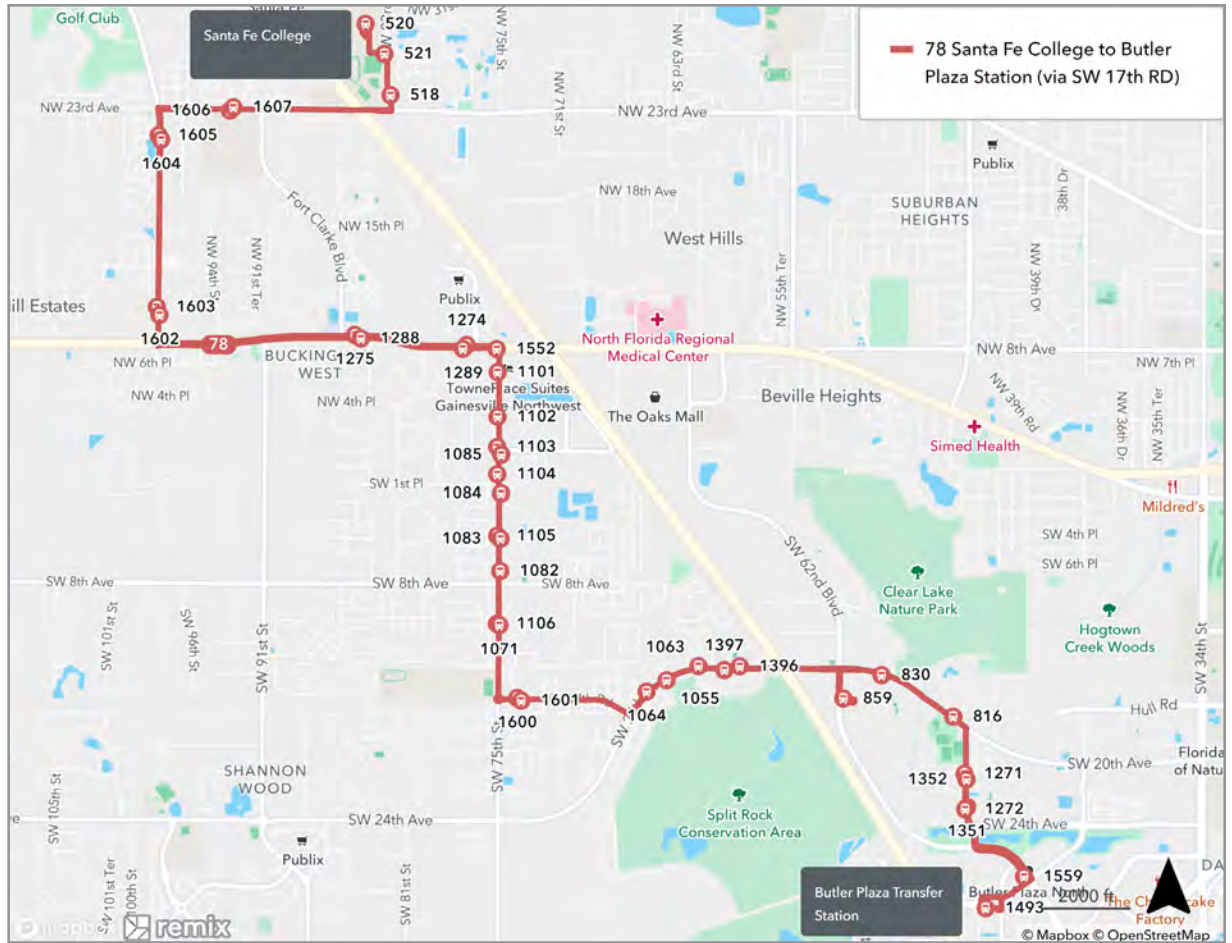 Golf Club
Santa Fe College
NW 31st
520
521
518
NW 75th St
NW 63rd St
78 Santa Fe College to Butler
Plaza Station (via SW 17th RD)
NW 23rd Ave
1606
1607
1605
1604
NW 71st St
NW 23rd Ave
Publix
NW 18th Ave
38th Dr
SUBURBAN
HEIGHTS
Fort Clarke Blvd
NW 15th Pl
West Hills
NW 94th St
NW 91st Ter
NW 55th Ter
NW 39th Dr
ill Estates
1603
Publix
1274
1602
78
1288
1552
North Florida Regional
Medical Center
NW 8th Ave
NW 6th Pl
BUCKING
WEST
1275
1289
1101
NW 7th Pl
NW 4th Pl
NW 4th Pl
TownePlace Suites
Gainesville Northwest
The Oaks Mall
Beville Heights
NW 39th Rd
NW 36th Dr
NW 35th Ter
1102
1103
1085
1104
Simed Health
SW 1st Pl
1084
Mildred's
1083
1105
SW 4th Pl
SW 6th Pl
1082
SW 8th Ave
SW 8th Ave
SW 8th Ave
SW 62nd Blvd
Clear Lake
Nature Park
Hogtown
Creek Woods
SW 34th St
SW 101st St
SW 96th St
SW 91st St
1106
1071
1063
1397
1396
830
1601
1600
1055
1064
859
816
Hull Rd
SW 75th St
SHANNON
WOOD
1352
1271
SW 20th Ave
Florida
of Natu
SW 105th St
1272
SW 24th Ave
Split Rock
Conservation Area
1351
SW 24th Ave
Publix
SW 101st Ter
100th St
SW 81st St
Butler Plaza Transfer
Station
1559
DA
Butler Plaza North
2000 ft
1493
The Cheesecake
Factory
mapbox remix
© Mapbox © OpenStreetMap